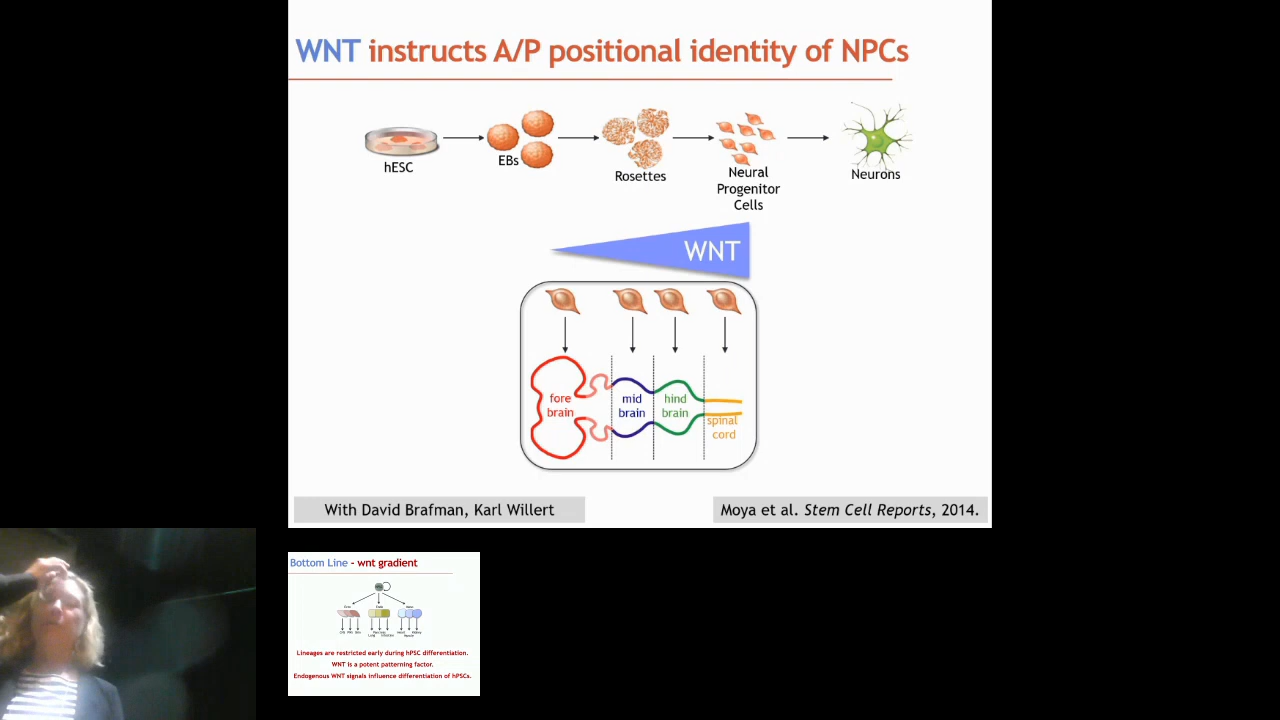 WNT instructs A/P positional identity of NPCs
hESC
EBs
Rosettes
Neural
Progenitor
Cells
Neurons
WNT
fore
brain
mid
brain
hind
brain
spinal
cord
With David Brafman, Karl Willert
Moya et al. Stem Cell Reports, 2014.
Bottom Line - wnt gradient
Lineages are restricted early during hPSC differentiation.
WNT is a potent patterning factor.
Endogenous WNT signals influence differentiation of hPSCs.